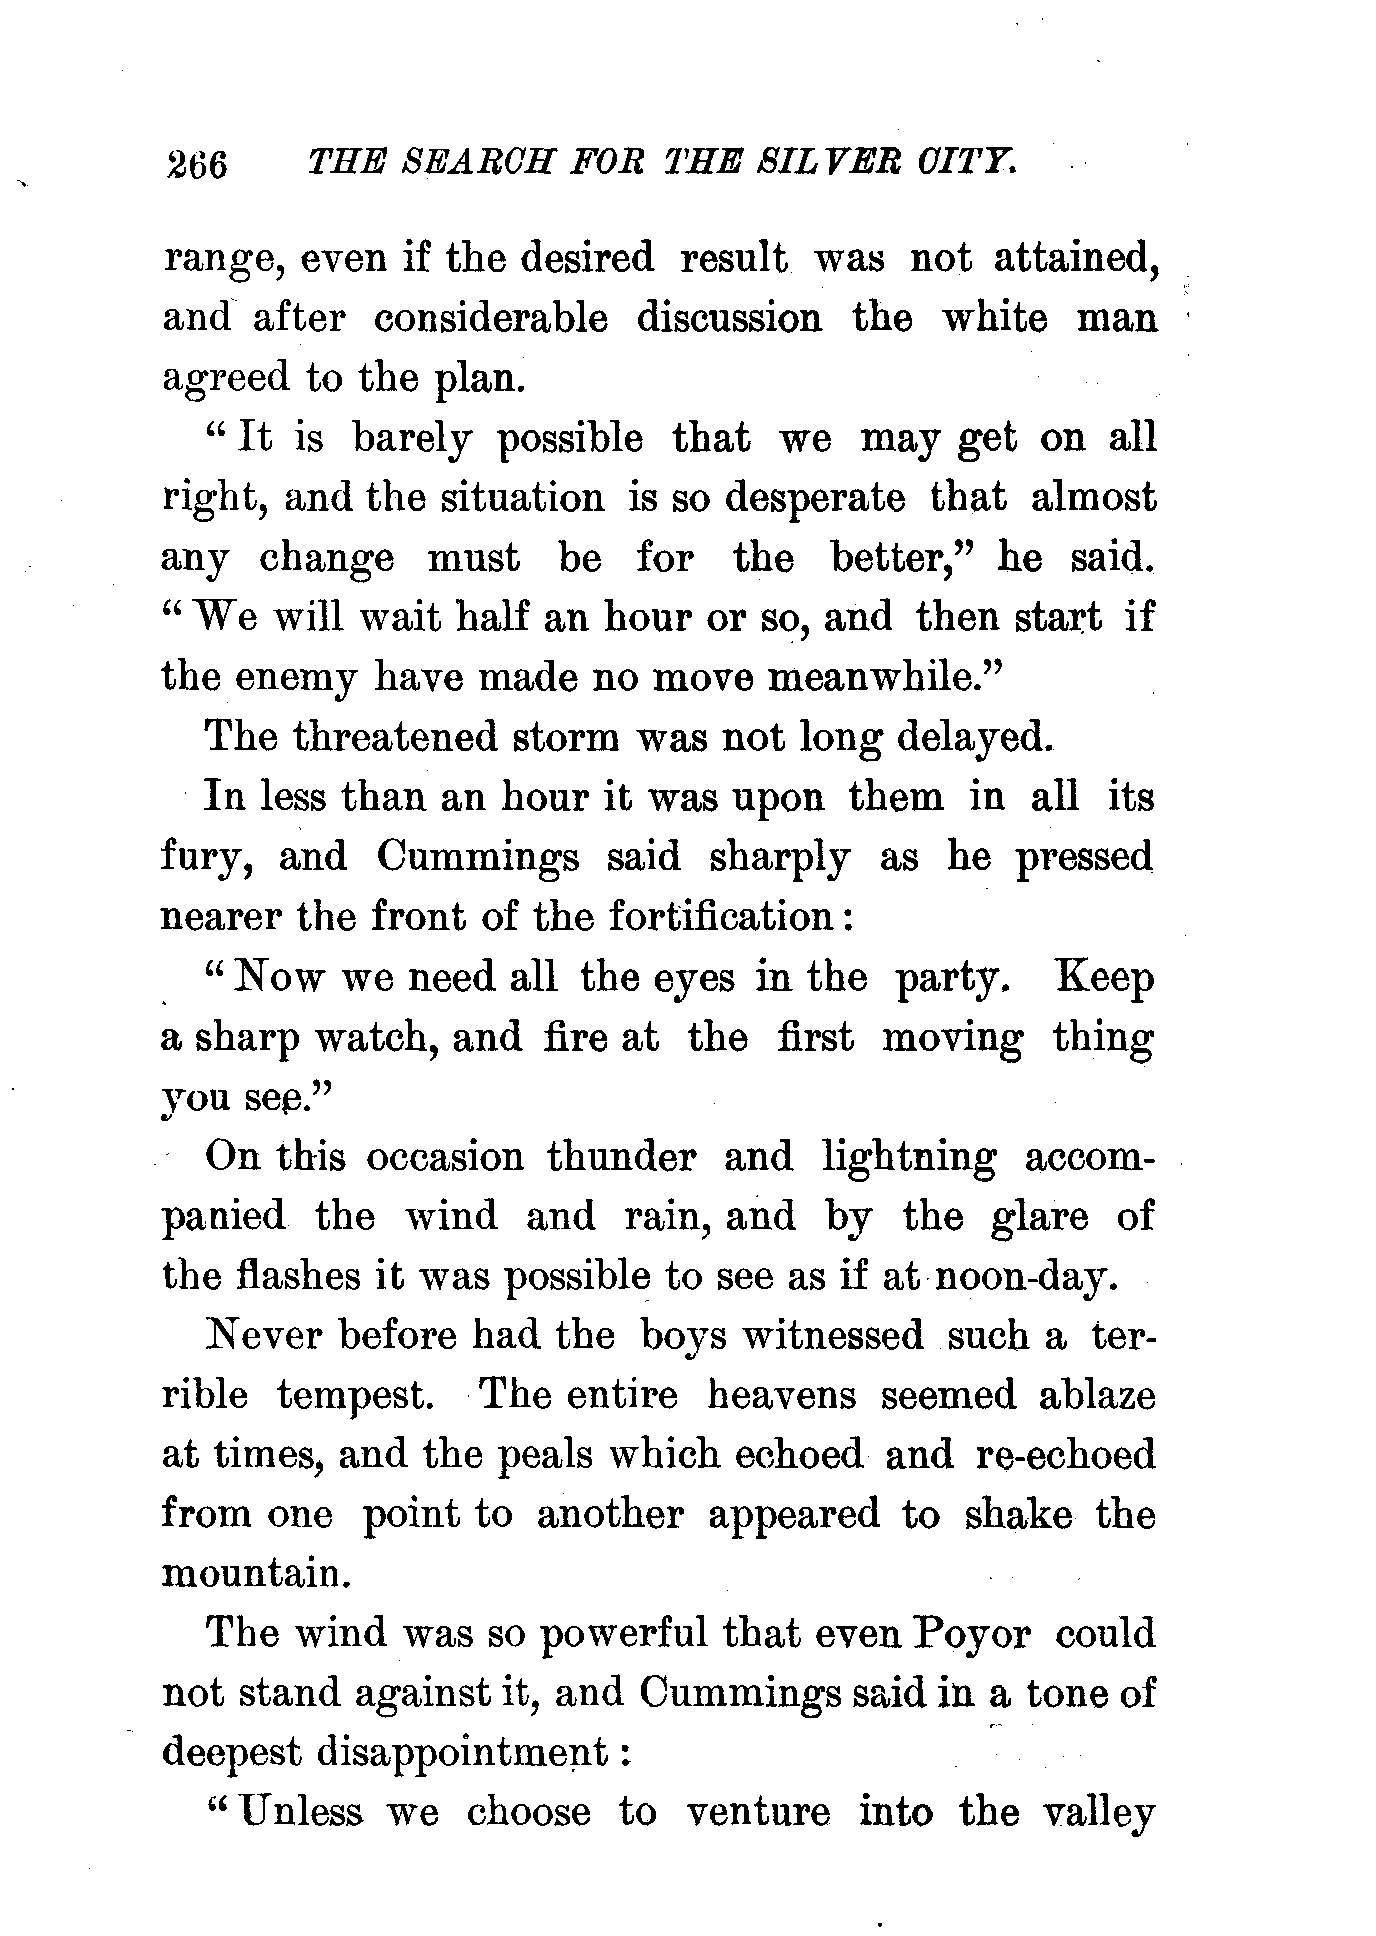 266 THE SEARCH FOR THE SILVER CITY.
range, even if the desired result was not attained,
and after considerable discussion the white man
agreed to the plan.
“ It is barely possible that we may get on all
right, and the situation is so desperate that almost
any change must be for the better,” he said.
“ We will wait half an hour or so, and then start if
the enemy have made no move meanwhile.”
The threatened storm was not long delayed.
In less than an hour it was upon them in all its
fury, and Cummings said sharply as he pressed
nearer the front of the fortification :
“ Now we need all the eyes in the party. Keep
a sharp watch, and fire at the first moving thing
you see.”
On this occasion thunder and lightning accom-
panied the wind and rain, and by the glare of
the flashes it was possible to see as if at noon-day.
Never before had the boys witnessed such a ter-
rible tempest. The entire heavens seemed ablaze
at times, and the peals which echoed and re-echoed
from one point to another appeared to shake the
mountain.
The wind was so powerful that even Poyor could
not stand against it, and Cummings said in a tone of
deepest disappointment :
“ Unless we choose to venture into the valley